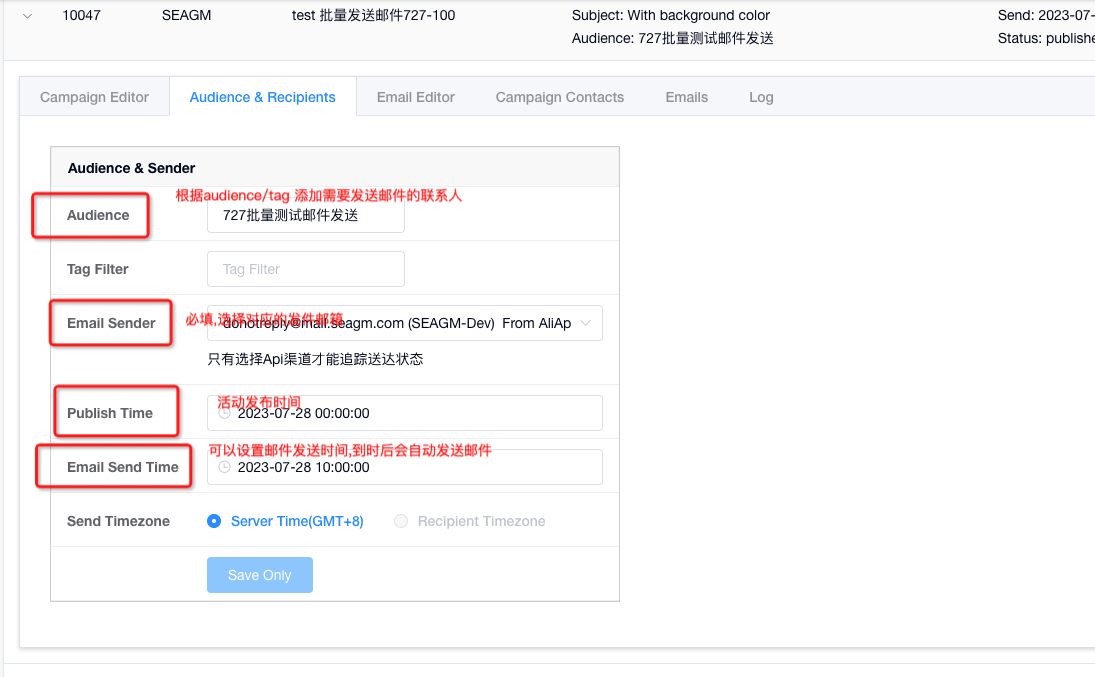 10047 SEAGM test 批量发送邮件727-100 Subject: With background color Send: 2023-07-
Audience: 727批量测试邮件发送 Status: publishe
Campaign Editor Audience & Recipients Email Editor Campaign Contacts Emails Log
Audience & Sender
根据audience/tag 添加需要发送邮件的联系人
Audience 727批量测试邮件发送
Tag Filter Tag Filter
必填,选择对应的发件邮箱
Email Sender donotreply@mail.seagm.com (SEAGM-Dev) From AliAp
只有选择Api渠道才能追踪送达状态
活动发布时间
Publish Time 2023-07-28 00:00:00
可以设置邮件发送时间,到时后会自动发送邮件
Email Send Time 2023-07-28 10:00:00
Send Timezone Server Time(GMT+8) Recipient Timezone
Save Only